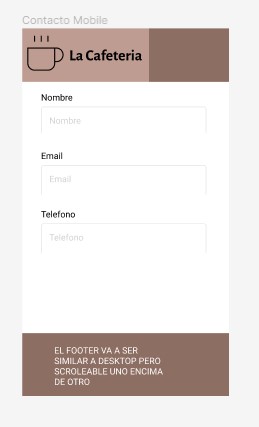 Contacto Mobile
La Cafeteria
Nombre
Nombre
Email
Email
Telefono
Telefono
EL FOOTER VA A SER
SIMILAR A DESKTOP PERO
SCROLEABLE UNO ENCIMA
DE OTRO